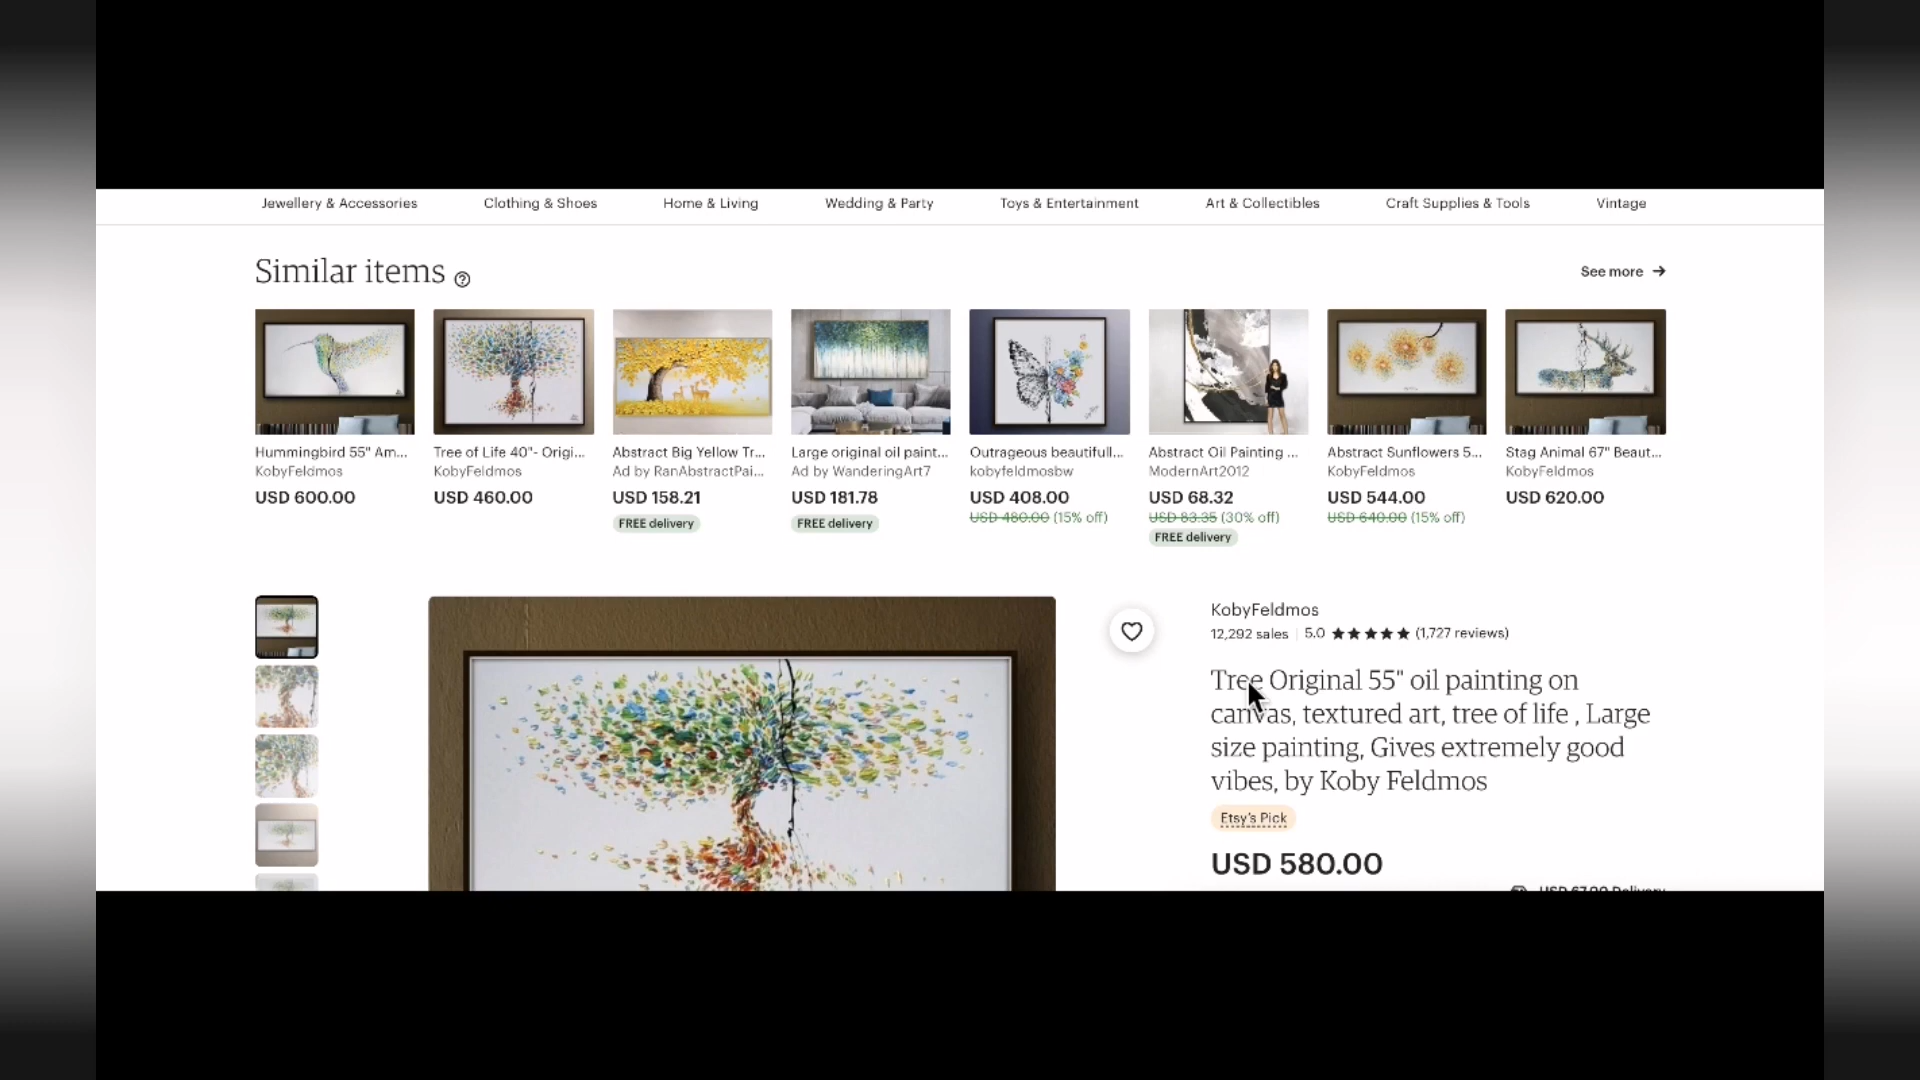 Jewellery & Accessories Clothing & Shoes Home & Living Wedding & Party Toys & Entertainment Art & Collectibles Craft Supplies & Tools Vintage
Similar items ?
See more →
Hummingbird 55" Am...
KobyFeldmos
USD 600.00
Tree of Life 40"- Origi...
KobyFeldmos
USD 460.00
Abstract Big Yellow Tr...
Ad by RanAbstractPai...
USD 158.21
FREE delivery
Large original oil paint...
Ad by WanderingArt7
USD 181.78
FREE delivery
Outrageous beautifull...
kobyfeldmosbw
USD 408.00
USD 480.00 (15% off)
Abstract Oil Painting ...
ModernArt2012
USD 68.32
USD 83.35 (30% off)
FREE delivery
Abstract Sunflowers 5...
KobyFeldmos
USD 544.00
USD 640.00 (15% off)
Stag Animal 67" Beaut...
KobyFeldmos
USD 620.00
KobyFeldmos
12,292 sales | 5.0 ★★★★★ (1,727 reviews)
Tree Original 55" oil painting on
canvas, textured art, tree of life , Large
size painting, Gives extremely good
vibes, by Koby Feldmos
Etsy's Pick
USD 580.00
USD 67.00 Delivery